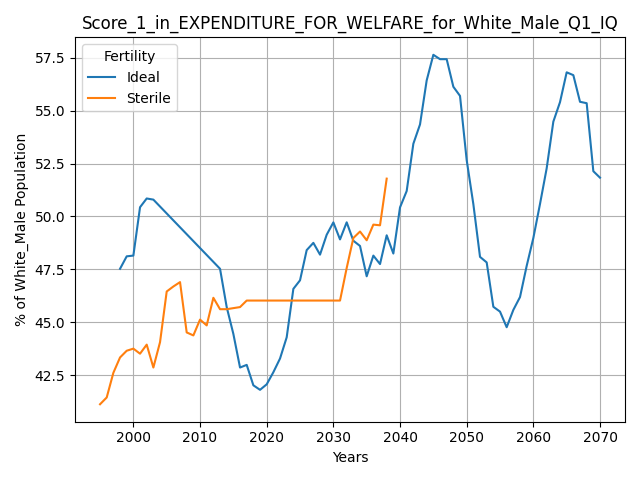 Score_1_in_EXPENDITURE_FOR_WELFARE_for_White_Male_Q1_IQ
Fertility
Ideal
Sterile
% of White_Male Population
57.5
55.0
52.5
50.0
47.5
45.0
42.5
2000
2010
2020
2030
2040
2050
2060
2070
Years